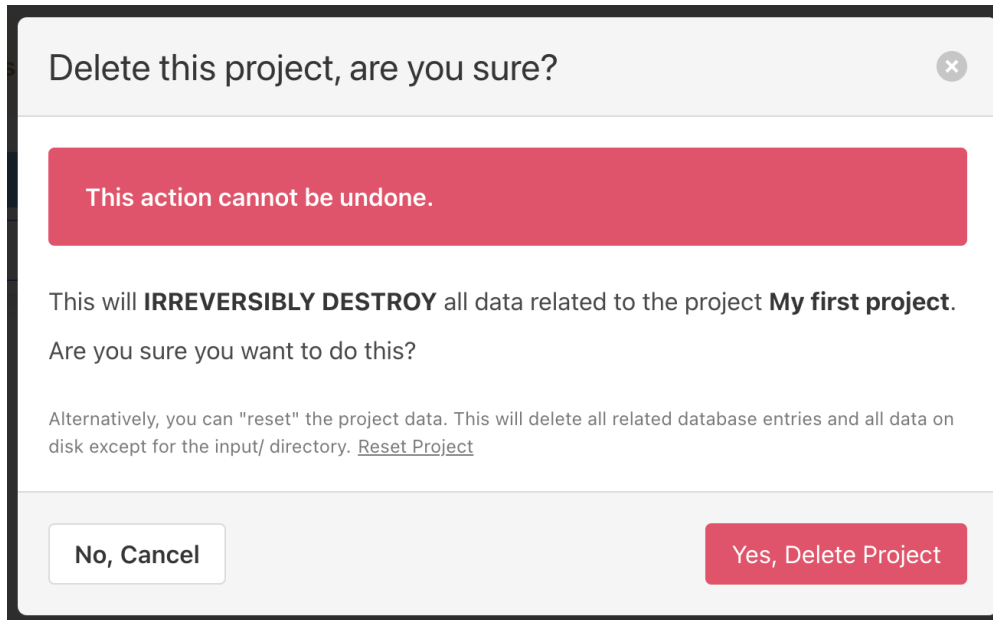 Delete this project, are you sure?
This action cannot be undone.
This will IRREVERSIBLY DESTROY all data related to the project My first project.
Are you sure you want to do this?
Alternatively, you can "reset" the project data. This will delete all related database entries and all data on
disk except for the input/ directory. Reset Project
No, Cancel
Yes, Delete Project